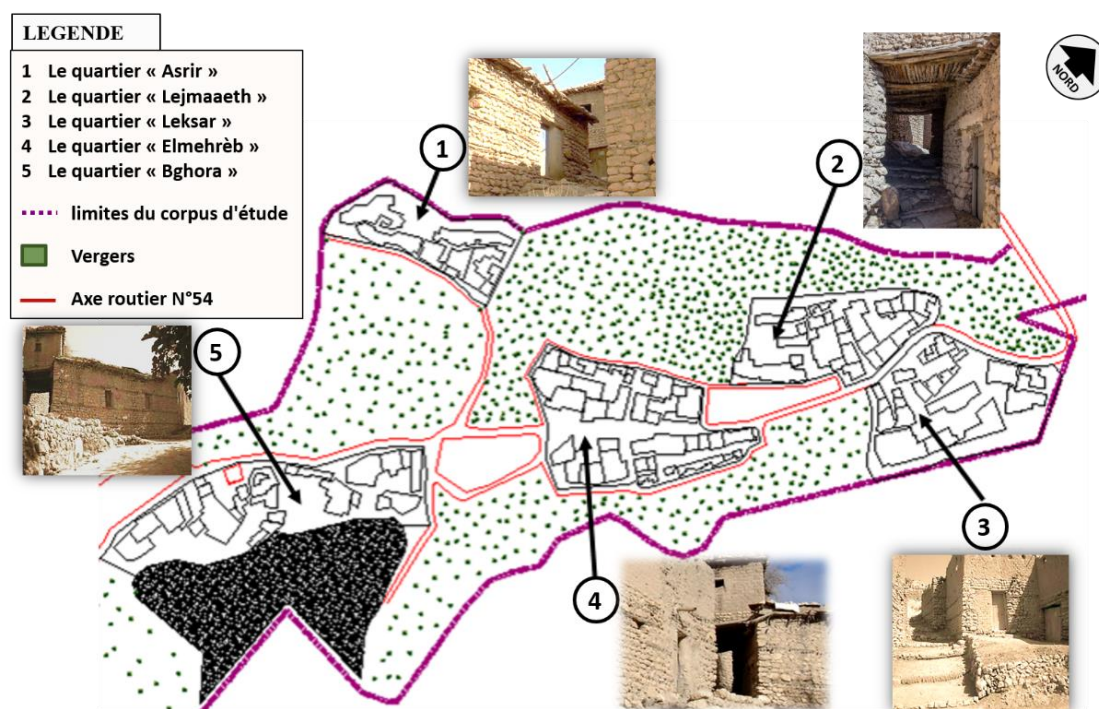 LEGENDE
1 Le quartier « Asrir »
2 Le quartier « Lejmaaeth »
3 Le quartier « Leksar »
4 Le quartier « Elmehrèb »
5 Le quartier « Bghora »
limites du corpus d'étude
Vergers
Axe routier N°54
NORD
1
2
5
3
4